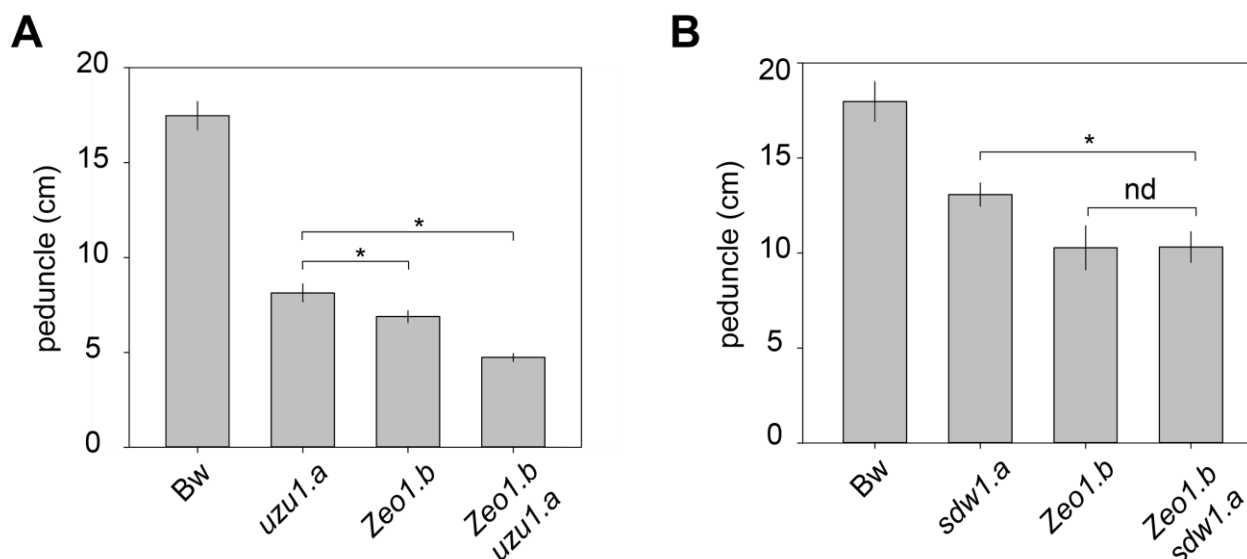 A
peduncle (cm)
20
15
10
5
0
*
*
Bw
uzu1.a
Zeo1.b
Zeo1.b
uzu1.a
B
peduncle (cm)
20
15
10
5
0
*
nd
Bw
sdw1.a
Zeo1.b
Zeo1.b
sdw1.a